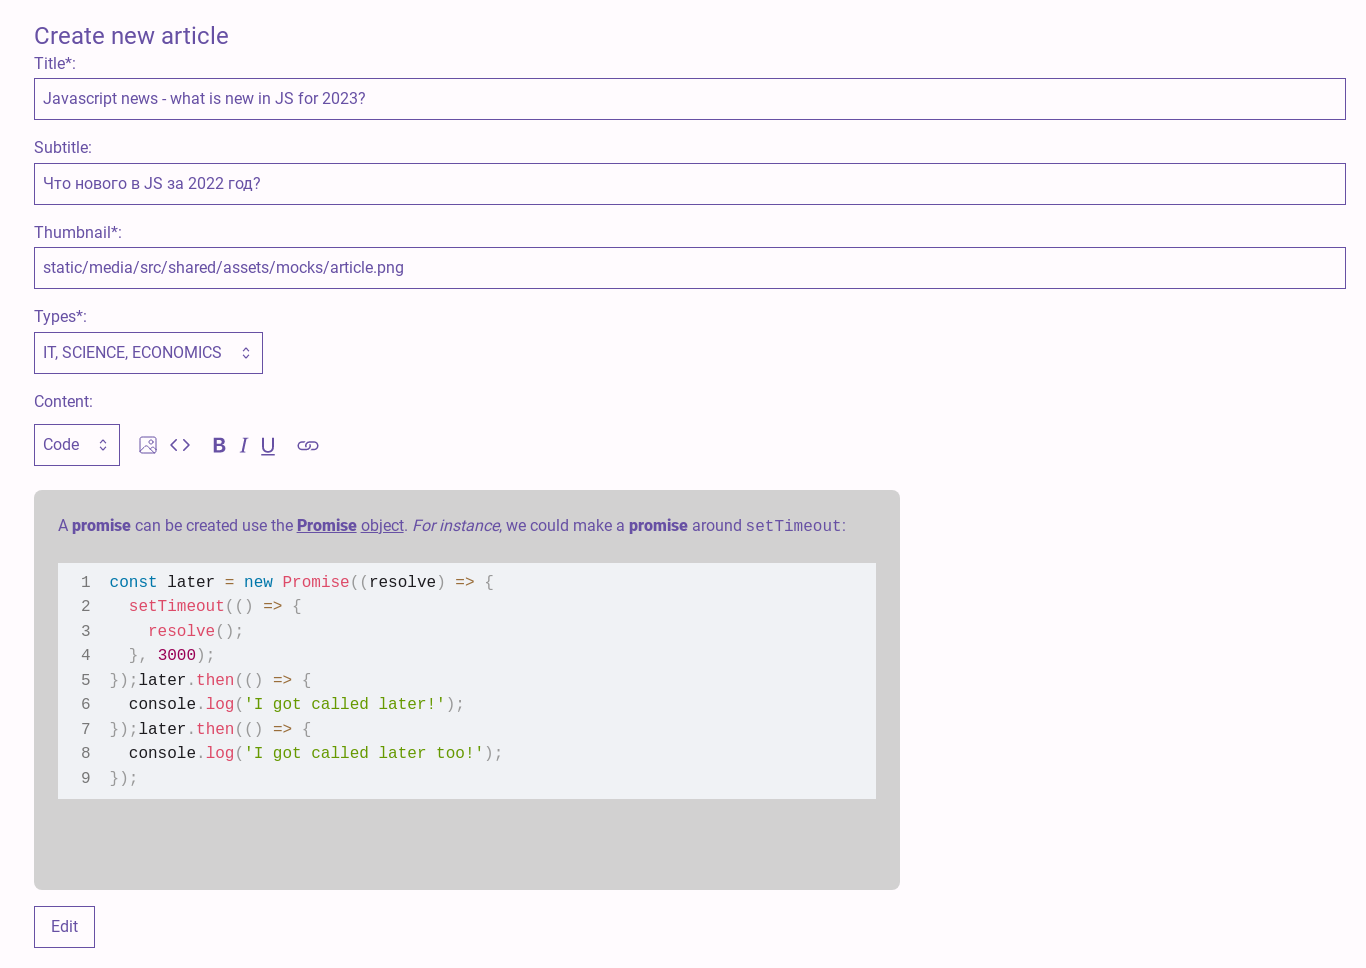 Create new article
Title*:
Javascript news - what is new in JS for 2023?
Subtitle:
Что нового в JS за 2022 год?
Thumbnail*:
static/media/src/shared/assets/mocks/article.png
Types*:
IT, SCIENCE, ECONOMICS
Content:
Code B I U
A promise can be created use the Promise object. For instance, we could make a promise around setTimeout:
1 const later = new Promise((resolve) => {
2   setTimeout(() => {
3     resolve();
4   }, 3000);
5 });later.then(() => {
6   console.log('I got called later!');
7 });later.then(() => {
8   console.log('I got called later too!');
9 });
Edit